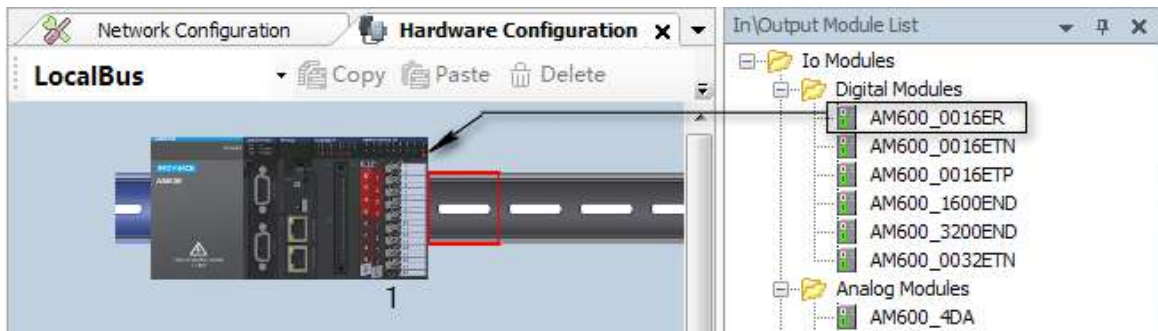 Network Configuration
Hardware Configuration
LocalBus
Copy
Paste
Delete
1
In\Output Module List
Io Modules
Digital Modules
AM600_0016ER
AM600_0016ETN
AM600_0016ETP
AM600_1600END
AM600_3200END
AM600_0032ETN
Analog Modules
AM600_4DA